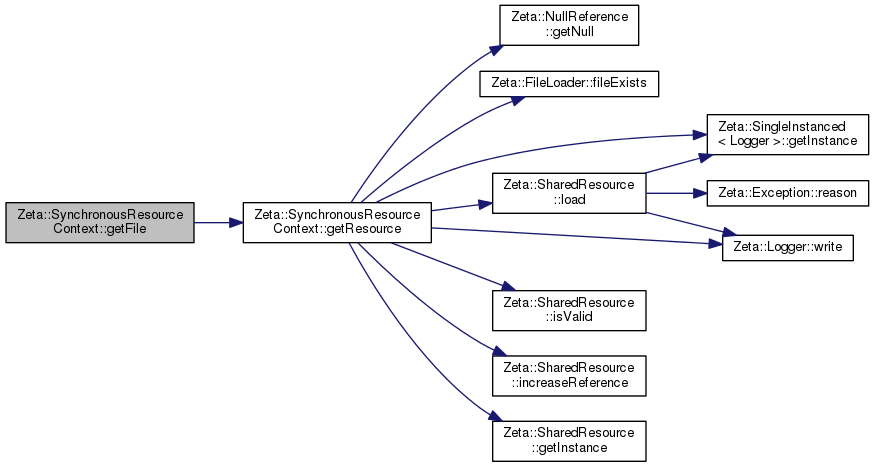 Zeta::SynchronousResource
Context::getFile
Zeta::SynchronousResource
Context::getResource
Zeta::NullReference
::getNull
Zeta::FileLoader::fileExists
Zeta::SharedResource
::load
Zeta::SharedResource
::isValid
Zeta::SharedResource
::increaseReference
Zeta::SharedResource
::getInstance
Zeta::SingleInstanced
< Logger >::getInstance
Zeta::Exception::reason
Zeta::Logger::write